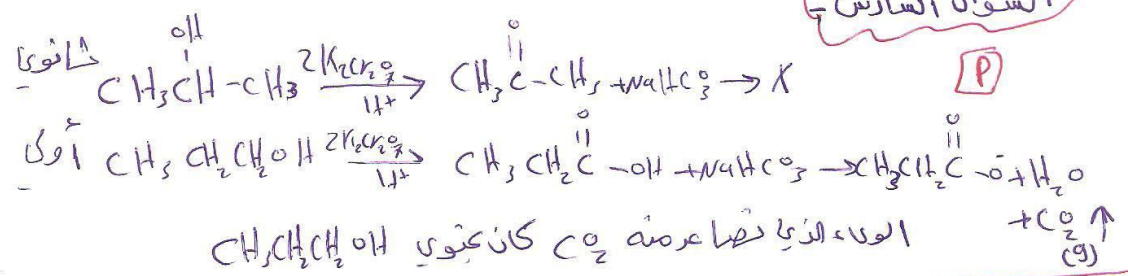 السؤال السادس -
P
ثانوي CH₃CH(OH)-CH₃ 2K₂Cr₂O₇/H⁺ → CH₃C(=O)-CH₃ + NaHCO₃ → X
أولي CH₃CH₂CH₂OH 2K₂Cr₂O₇/H⁺ → CH₃CH₂C(=O)-OH + NaHCO₃ → CH₃CH₂C(=O)-O⁻ + H₂O
+ CO₂ (g) ↑
الوعاء الذي تصاعد منه CO₂ كان يحتوي CH₃CH₂CH₂OH